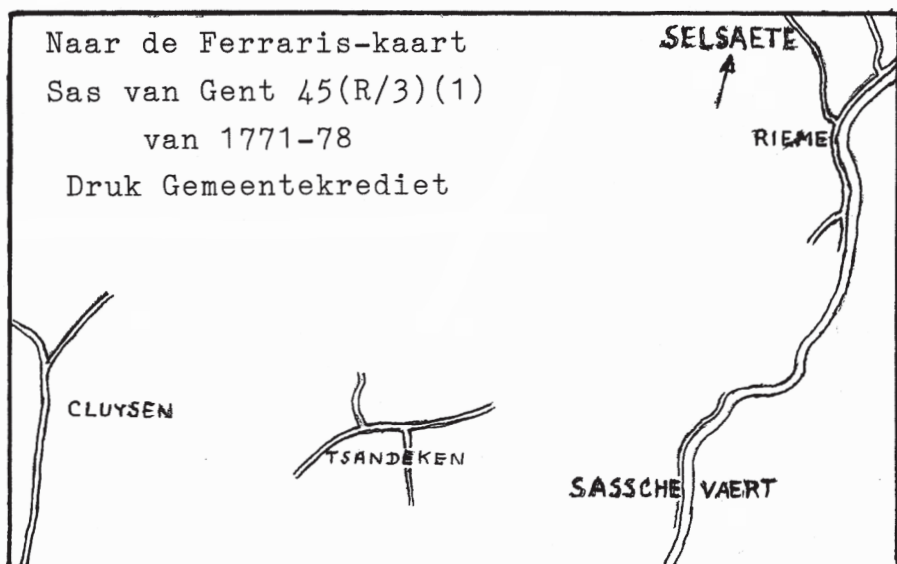 Naar de Ferraris-kaart
Sas van Gent 45(R/3)(1)
van 1771-78
Druk Gemeentekrediet
SELSAETE
RIEME
CLUYSEN
TSANDEKEN
SASSCHE VAERT